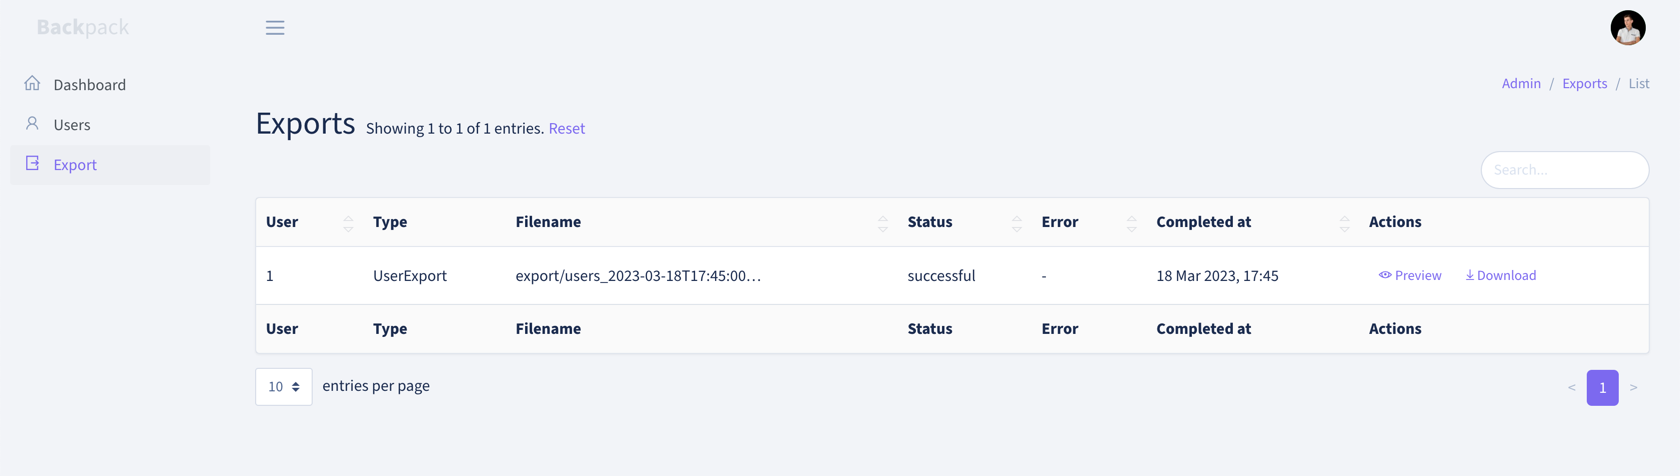 Backpack
Dashboard
Users
Export
Admin / Exports / List
Exports Showing 1 to 1 of 1 entries. Reset
Search...
User Type Filename Status Error Completed at Actions
1 UserExport export/users_2023-03-18T17:45:00... successful - 18 Mar 2023, 17:45 Preview Download
User Type Filename Status Error Completed at Actions
10 entries per page
< 1 >